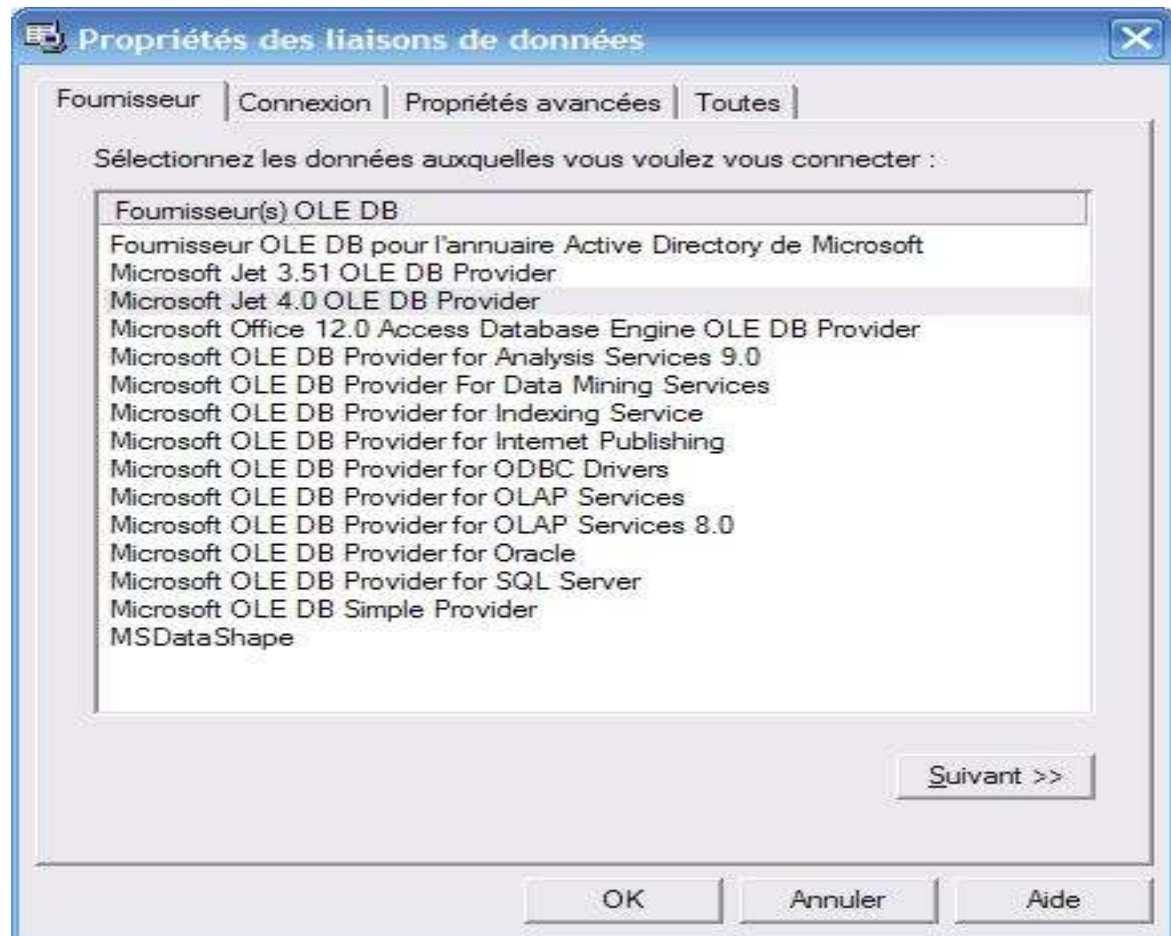 Propriétés des liaisons de données
Fournisseur Connexion Propriétés avancées Toutes
Sélectionnez les données auxquelles vous voulez vous connecter :
Fournisseur(s) OLE DB
Fournisseur OLE DB pour l'annuaire Active Directory de Microsoft
Microsoft Jet 3.51 OLE DB Provider
Microsoft Jet 4.0 OLE DB Provider
Microsoft Office 12.0 Access Database Engine OLE DB Provider
Microsoft OLE DB Provider for Analysis Services 9.0
Microsoft OLE DB Provider For Data Mining Services
Microsoft OLE DB Provider for Indexing Service
Microsoft OLE DB Provider for Internet Publishing
Microsoft OLE DB Provider for ODBC Drivers
Microsoft OLE DB Provider for OLAP Services
Microsoft OLE DB Provider for OLAP Services 8.0
Microsoft OLE DB Provider for Oracle
Microsoft OLE DB Provider for SQL Server
Microsoft OLE DB Simple Provider
MSDataShape
Suivant >>
OK Annuler Aide